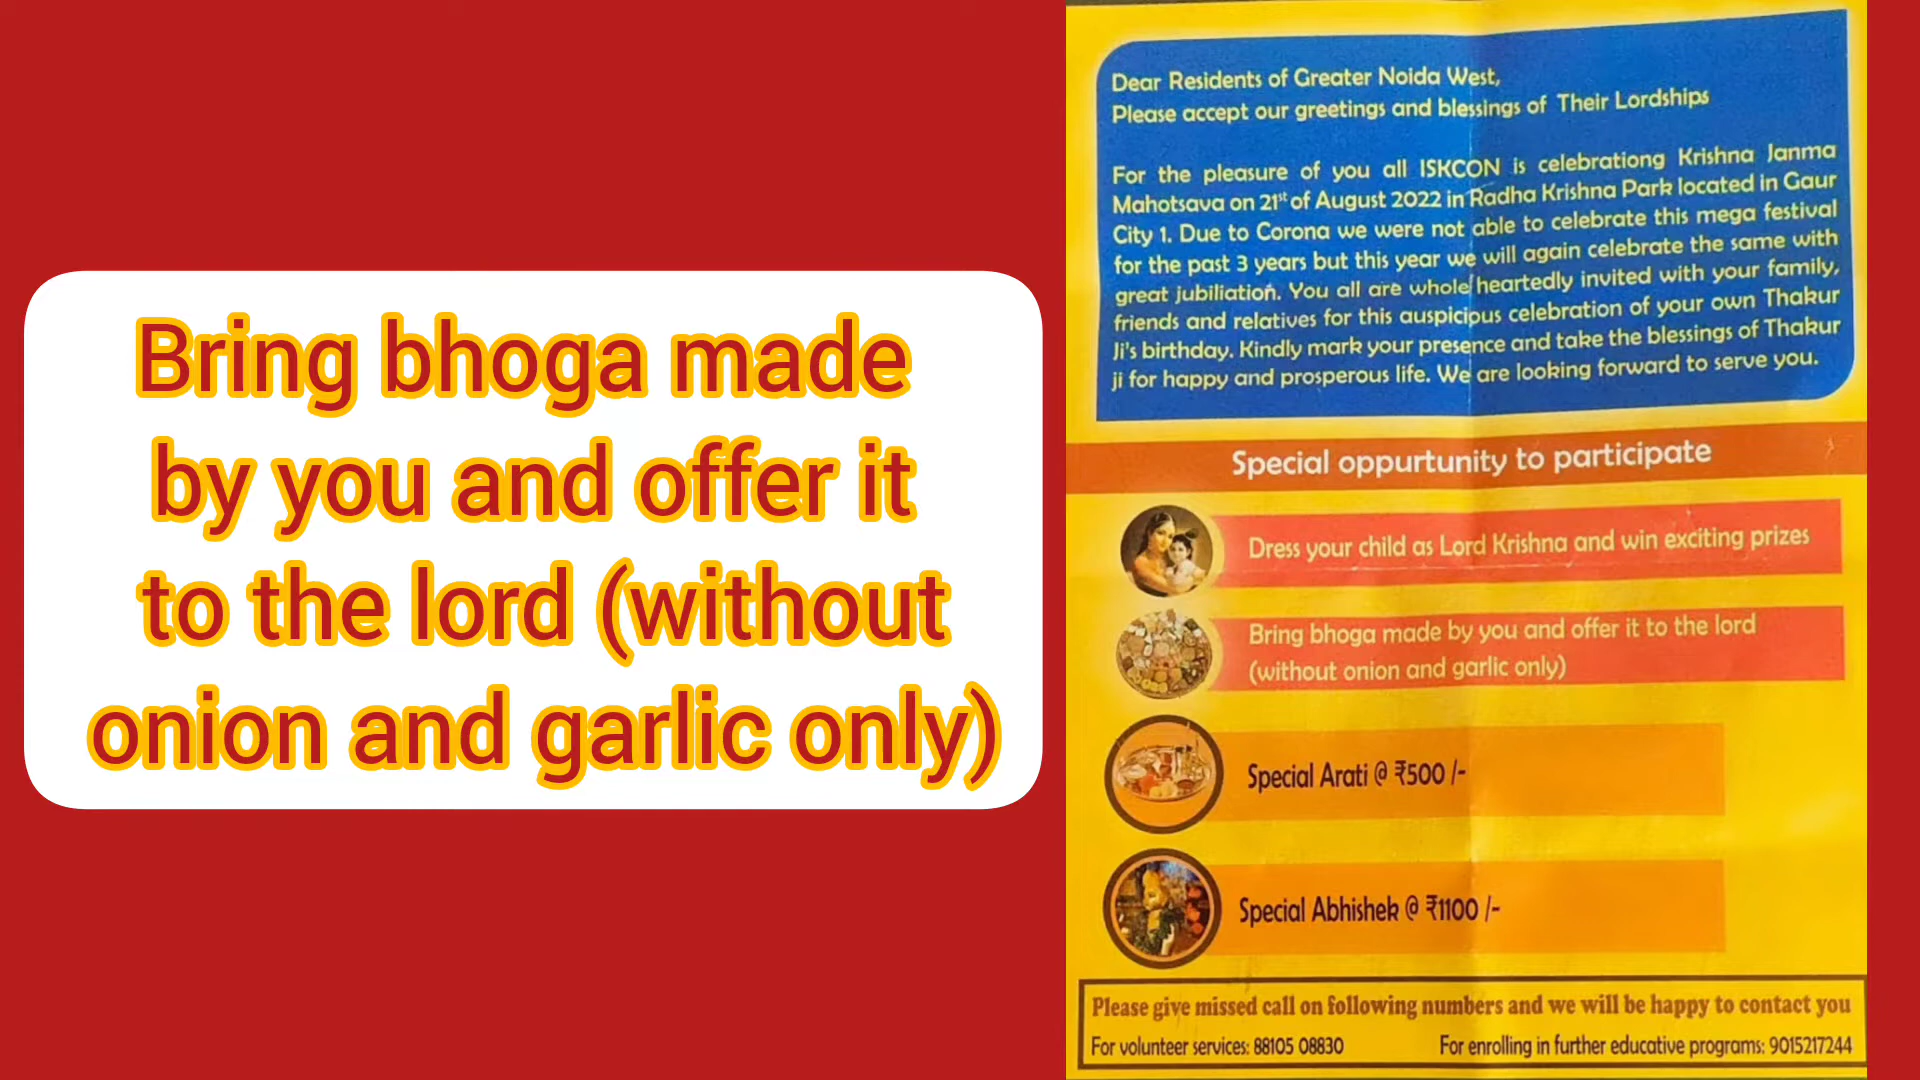 Bring bhoga made
by you and offer it
to the lord (without
onion and garlic only)
Dear Residents of Greater Noida West,
Please accept our greetings and blessings of Their Lordships
For the pleasure of you all ISKCON is celebrationg Krishna Janma
Mahotsava on 21st of August 2022 in Radha Krishna Park located in Gaur
City 1. Due to Corona we were not able to celebrate this mega festival
for the past 3 years but this year we will again celebrate the same with
great jubiliation. You all are whole heartedly invited with your family,
friends and relatives for this auspicious celebration of your own Thakur
Ji's birthday. Kindly mark your presence and take the blessings of Thakur
ji for happy and prosperous life. We are looking forward to serve you.
Special oppurtunity to participate
Dress your child as Lord Krishna and win exciting prizes
Bring bhoga made by you and offer it to the lord
(without onion and garlic only)
Special Arati @ ₹500 /-
Special Abhishek @ ₹1100 /-
Please give missed call on following numbers and we will be happy to contact you
For volunteer services: 88105 08830 For enrolling in further educative programs: 9015217244